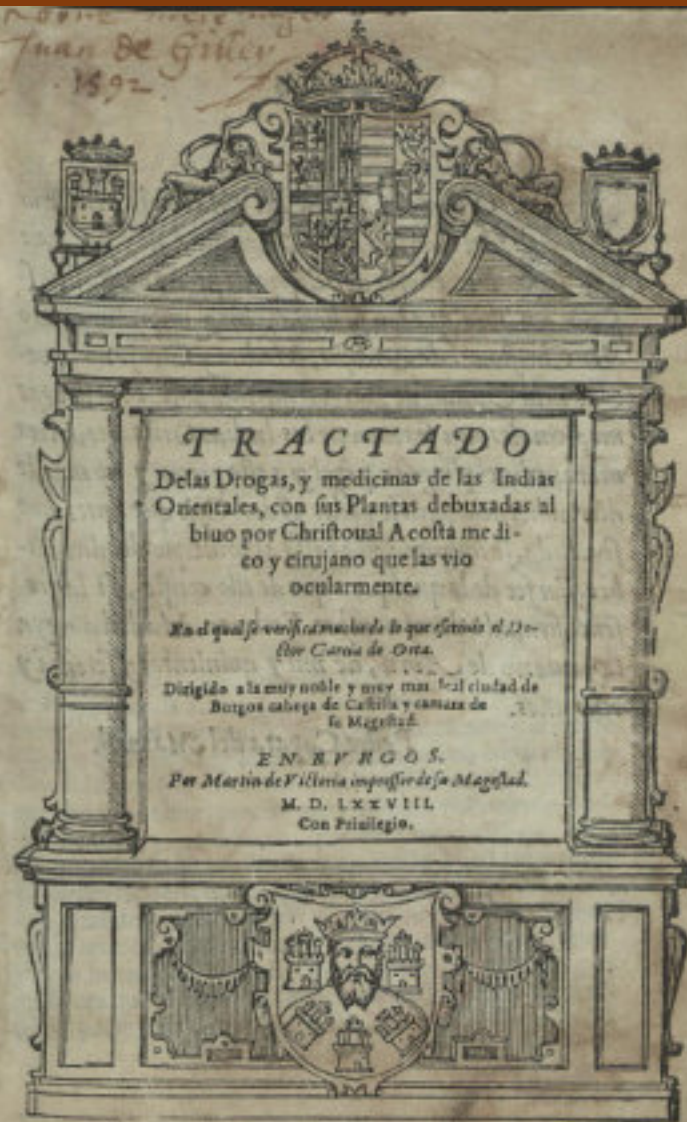 Juan de
1592
TRACTADO
Delas Drogas, y medicinas de las Indias
Orientales, con sus Plantas debuxadas al
biuo por Christoual Acosta medi-
co y cirujano que las vio
ocularmente.
En el qual se verifica mucho de lo que escriuio el Do-
ctor Garcia de Orta.
Dirigido a la muy noble y muy mas leal ciudad de
Burgos cabeça de Castilla y camara de
su Magestad.
EN BVRGOS.
Por Martin de Victoria impressor de su Magestad.
M. D. LXXVIII.
Con Priuilegio.